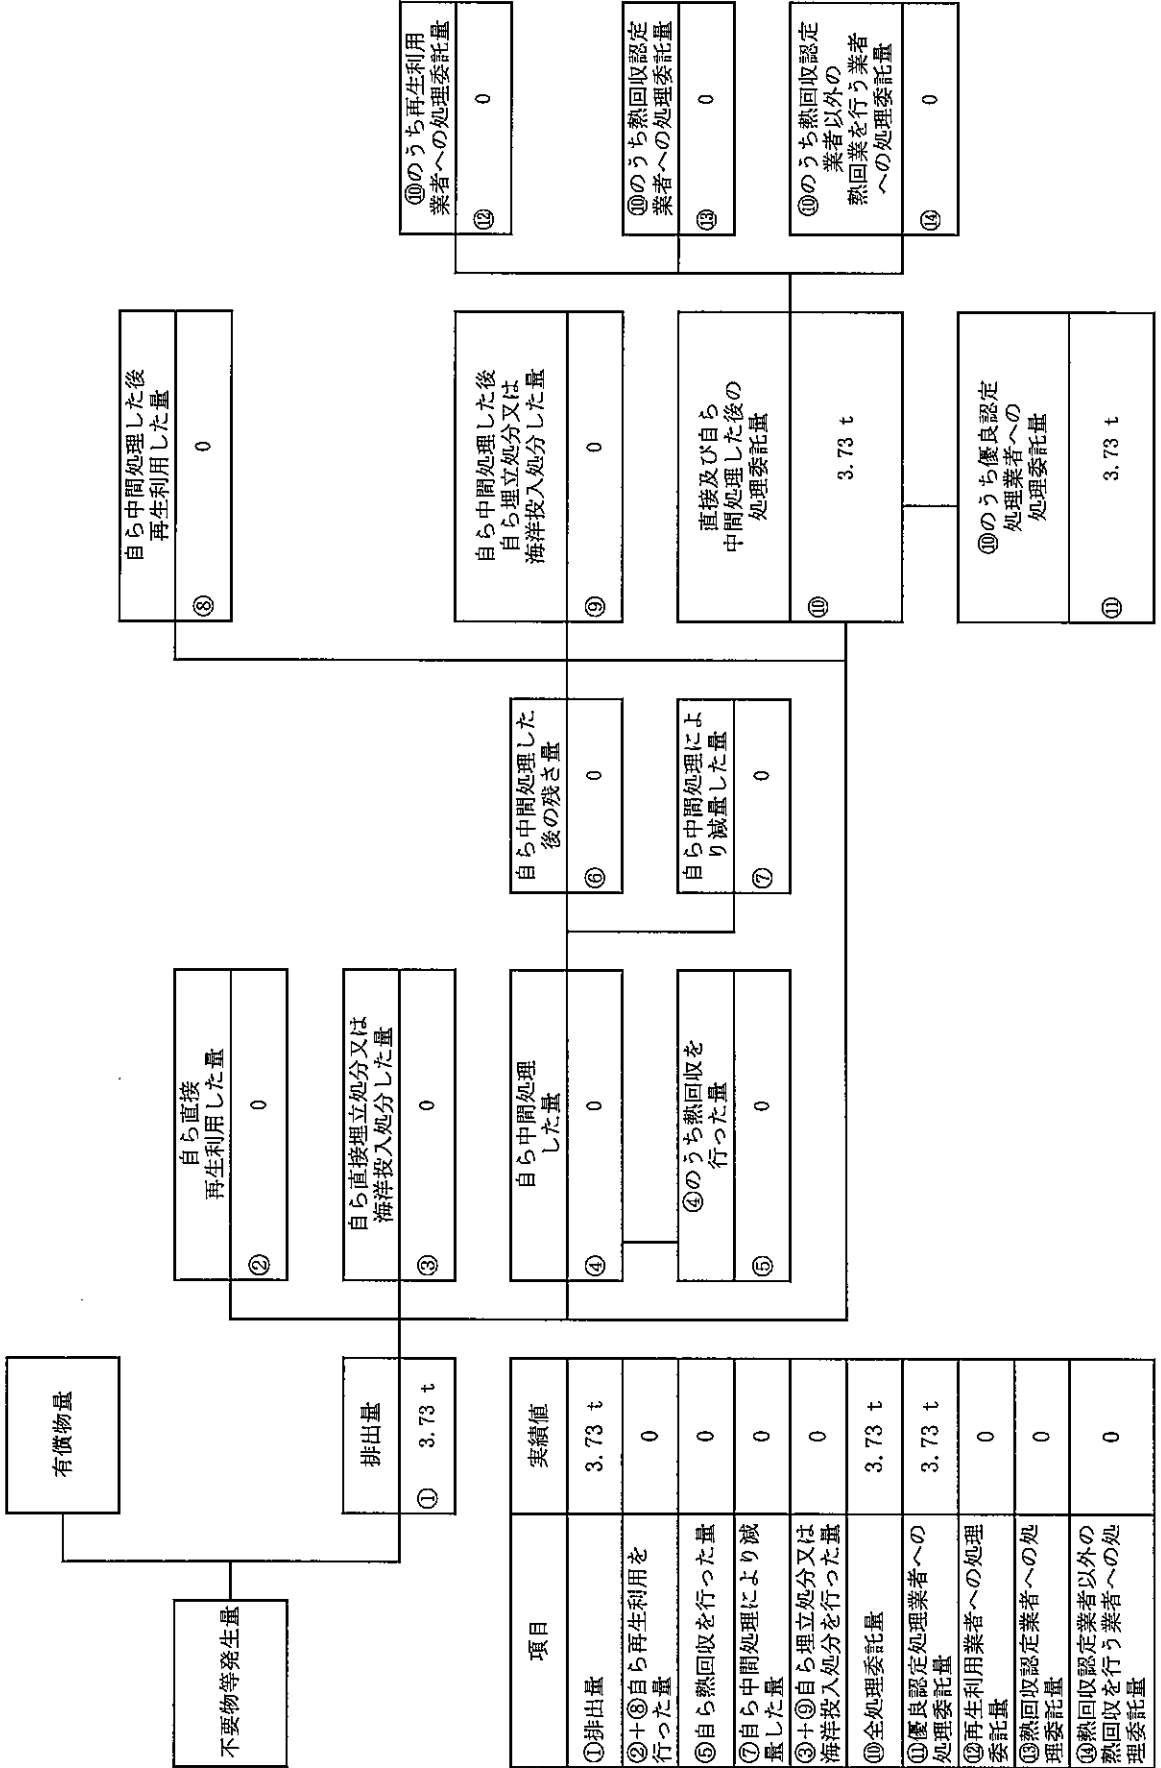 不要物等発生量
有償物量
排出量
① 3.73 t
自ら直接
再生利用した量
② 0
自ら直接埋立処分又は
海洋投入処分した量
③ 0
自ら中間処理
した量
④ 0
④のうち熱回収を
行った量
⑤ 0
自ら中間処理した
後の残さ量
⑥ 0
自ら中間処理によ
り減量した量
⑦ 0
自ら中間処理した後
再生利用した量
⑧ 0
自ら中間処理した後
自ら埋立処分又は
海洋投入処分した量
⑨ 0
直接及び自ら
中間処理した後の
処理委託量
⑩ 3.73 t
⑩のうち優良認定
処理業者への
処理委託量
⑪ 3.73 t
⑩のうち再生利用
業者への処理委託量
⑫ 0
⑩のうち熱回収認定
業者への処理委託量
⑬ 0
⑩のうち熱回収認定
業者以外の
熱回業を行う業者
への処理委託量
⑭ 0
項目 実績値
①排出量 3.73 t
②+⑧自ら再生利用を
行った量 0
⑤自ら熱回収を行った量 0
⑦自ら中間処理により減
量した量 0
③+⑨自ら埋立処分又は
海洋投入処分を行った量 0
⑩全処理委託量 3.73 t
⑪優良認定処理業者への
処理委託量 3.73 t
⑫再生利用業者への処理
委託量 0
⑬熱回収認定業者への処
理委託量 0
⑭熱回収認定業者以外の
熱回収を行う業者への処
理委託量 0